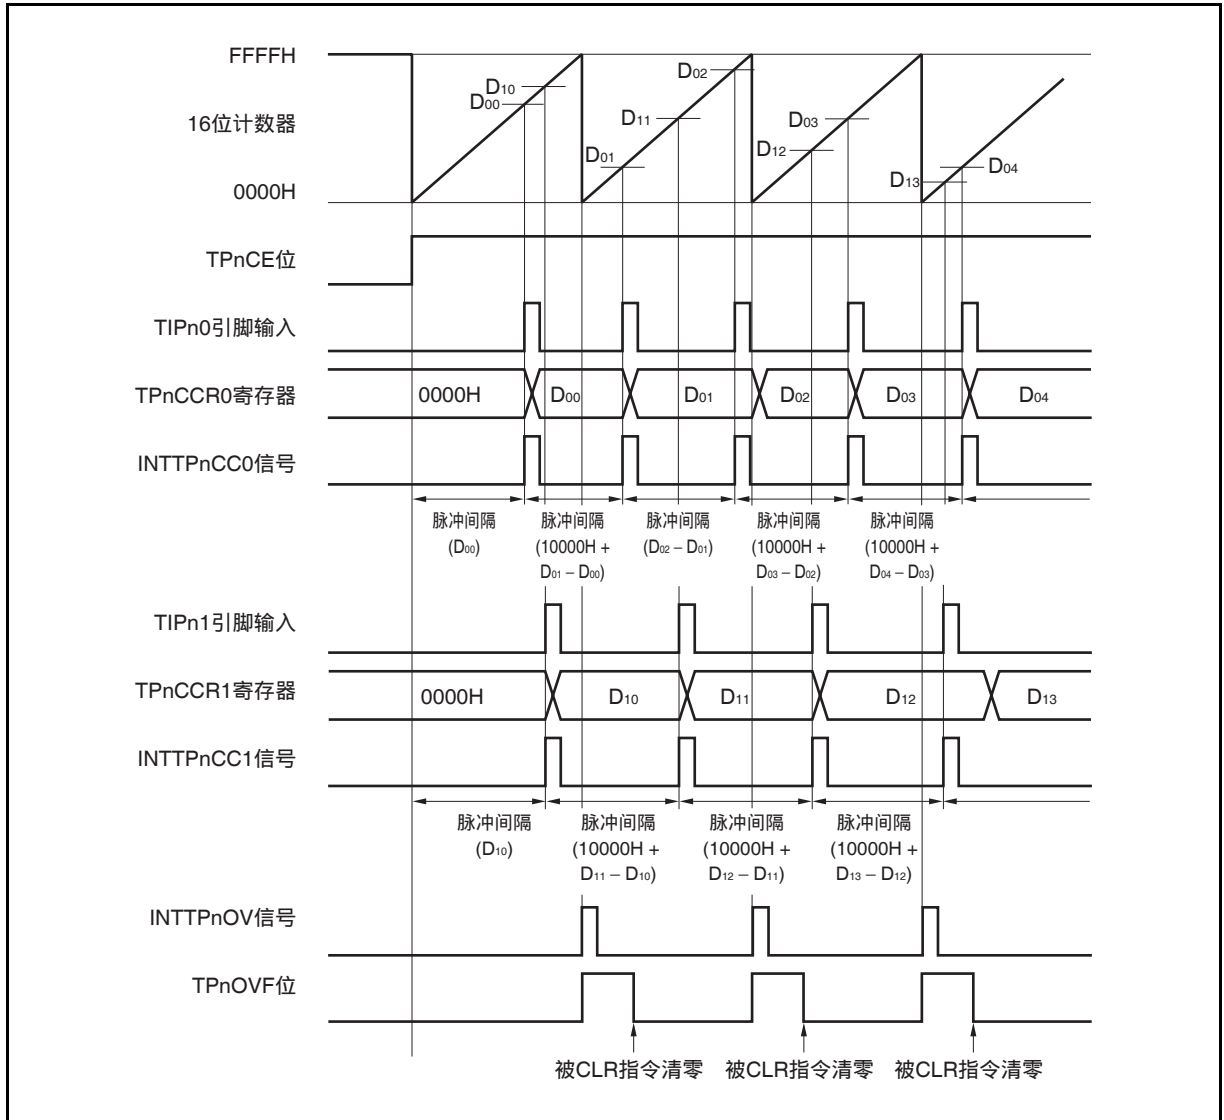 FFFFH
16位计数器
0000H
D10
D00
D01
D11
D02
D12
D03
D13
D04
TPnCE位
TIPn0引脚输入
TPnCCR0寄存器
0000H
D00
D01
D02
D03
D04
INTTPnCC0信号
脉冲间隔
(D00)
脉冲间隔
(10000H +
D01 – D00)
脉冲间隔
(D02 – D01)
脉冲间隔
(10000H +
D03 – D02)
脉冲间隔
(10000H +
D04 – D03)
TIPn1引脚输入
TPnCCR1寄存器
0000H
D10
D11
D12
D13
INTTPnCC1信号
脉冲间隔
(D10)
脉冲间隔
(10000H +
D11 – D10)
脉冲间隔
(10000H +
D12 – D11)
脉冲间隔
(10000H +
D13 – D12)
INTTPnOV信号
TPnOVF位
被CLR指令清零
被CLR指令清零
被CLR指令清零